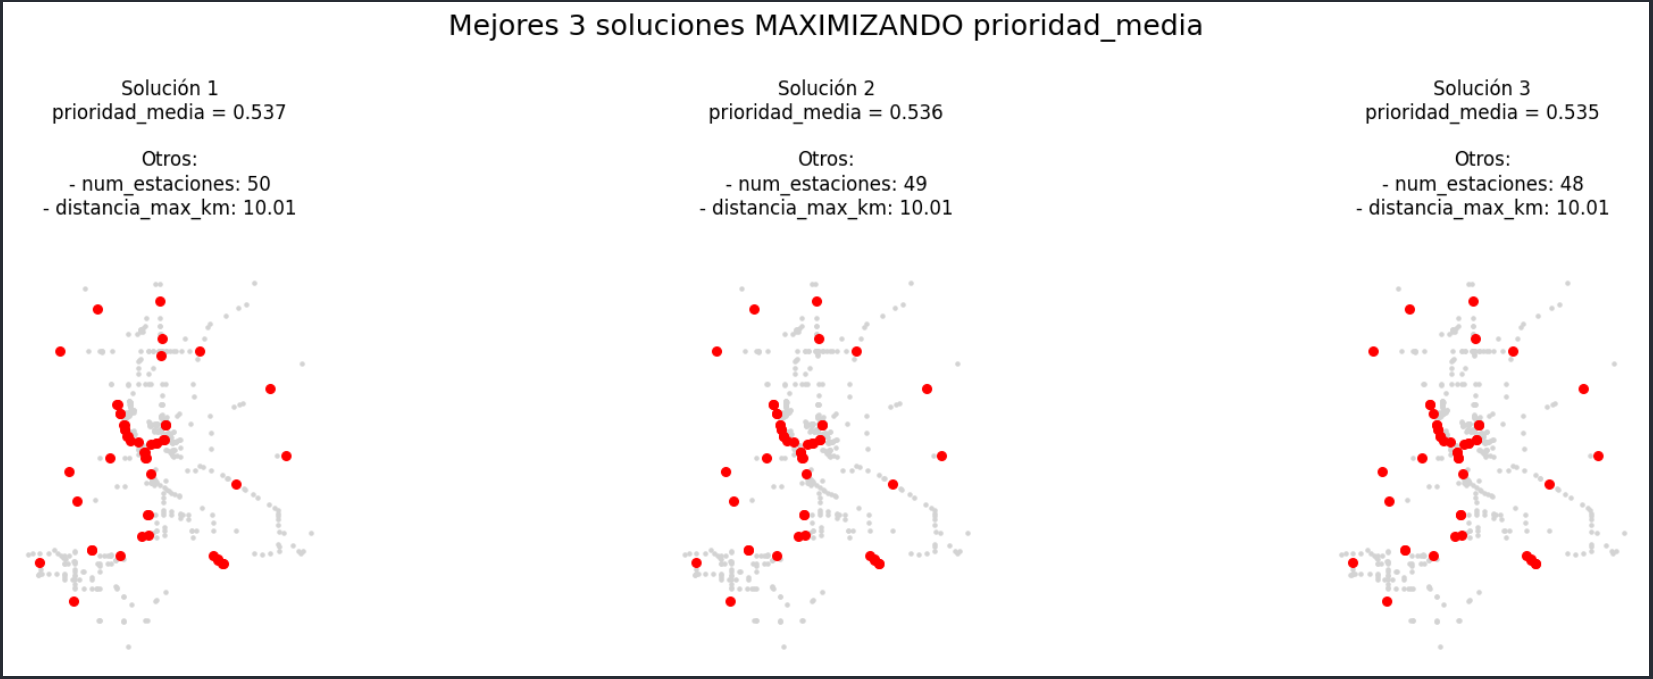 Mejores 3 soluciones MAXIMIZANDO prioridad_media
Solución 1
prioridad_media = 0.537
Otros:
- num_estaciones: 50
- distancia_max_km: 10.01
Solución 2
prioridad_media = 0.536
Otros:
- num_estaciones: 49
- distancia_max_km: 10.01
Solución 3
prioridad_media = 0.535
Otros:
- num_estaciones: 48
- distancia_max_km: 10.01